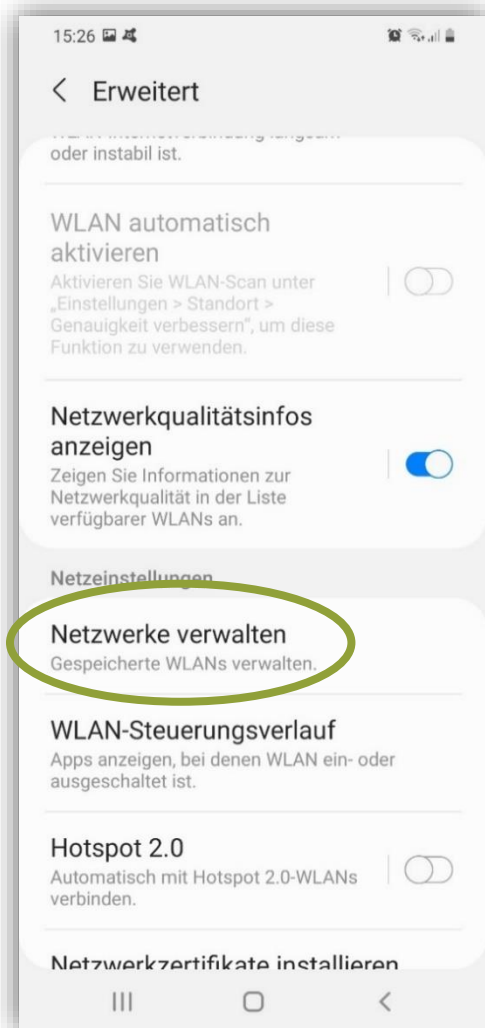 15:26
Erweitert
WLAN-Internetverbindung langsam
oder instabil ist.
WLAN automatisch
aktivieren
Aktivieren Sie WLAN-Scan unter
„Einstellungen > Standort >
Genauigkeit verbessern“, um diese
Funktion zu verwenden.
Netzwerkqualitätsinfos
anzeigen
Zeigen Sie Informationen zur
Netzwerkqualität in der Liste
verfügbarer WLANs an.
Netzeinstellungen
Netzwerke verwalten
Gespeicherte WLANs verwalten.
WLAN-Steuerungsverlauf
Apps anzeigen, bei denen WLAN ein- oder
ausgeschaltet ist.
Hotspot 2.0
Automatisch mit Hotspot 2.0-WLANs
verbinden.
Netzwerkzertifikate installieren